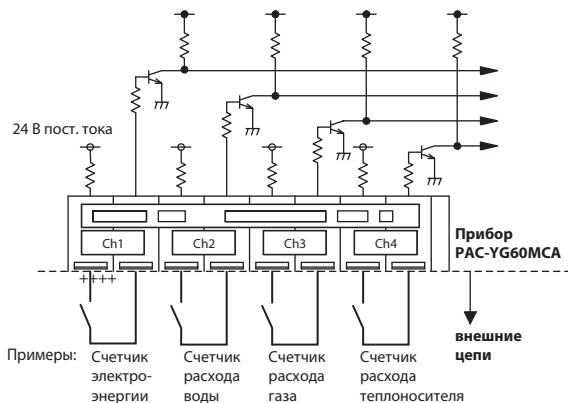 24 В пост. тока
Ch1 Ch2 Ch3 Ch4
Прибор
PAC-YG60MCA
++++
внешние
цепи
Примеры:
Счетчик
электро-
энергии
Счетчик
расхода
воды
Счетчик
расхода
газа
Счетчик
расхода
теплоносителя